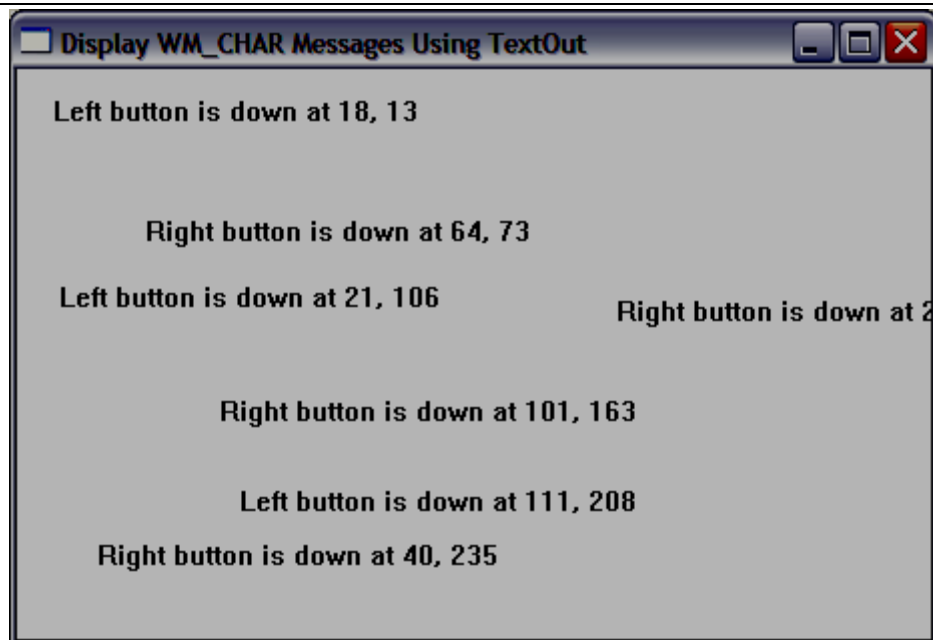 Display WM_CHAR Messages Using TextOut
Left button is down at 18, 13
Right button is down at 64, 73
Left button is down at 21, 106
Right button is down at 2
Right button is down at 101, 163
Left button is down at 111, 208
Right button is down at 40, 235